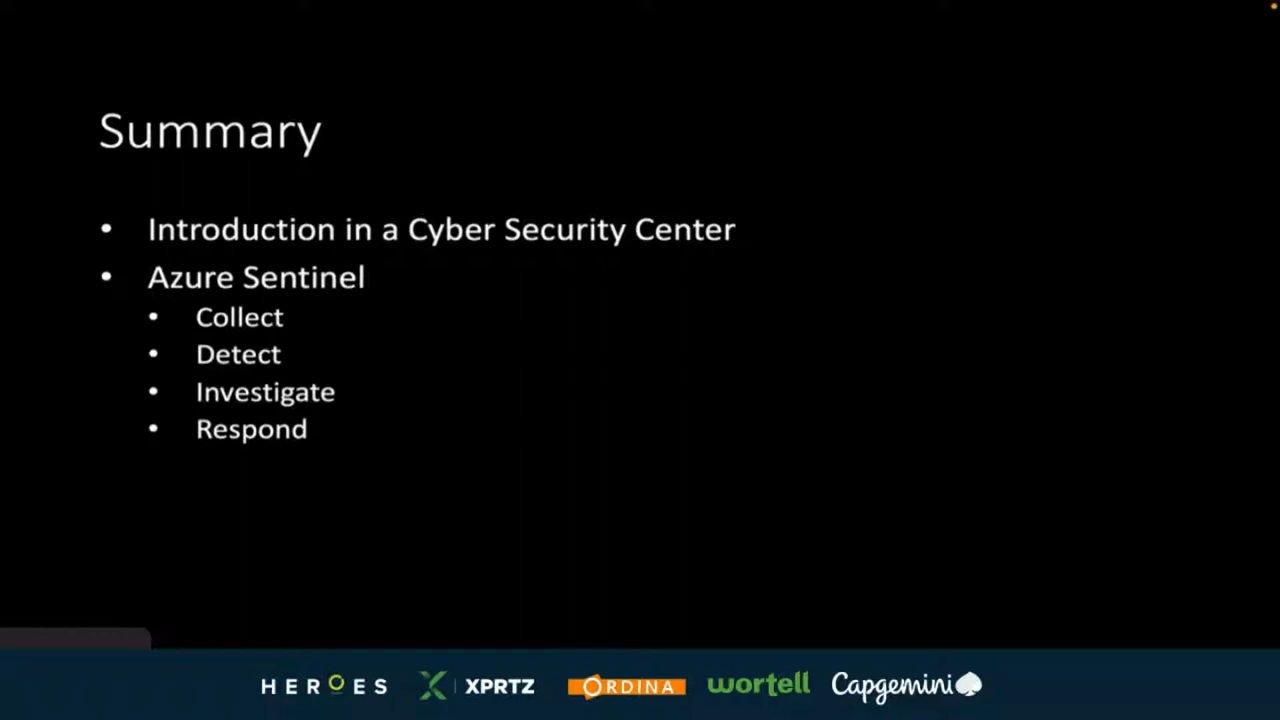 Summary
• Introduction in a Cyber Security Center
• Azure Sentinel
• Collect
• Detect
• Investigate
• Respond
HEROES XPRTZ ORDINA wortell Capgemini